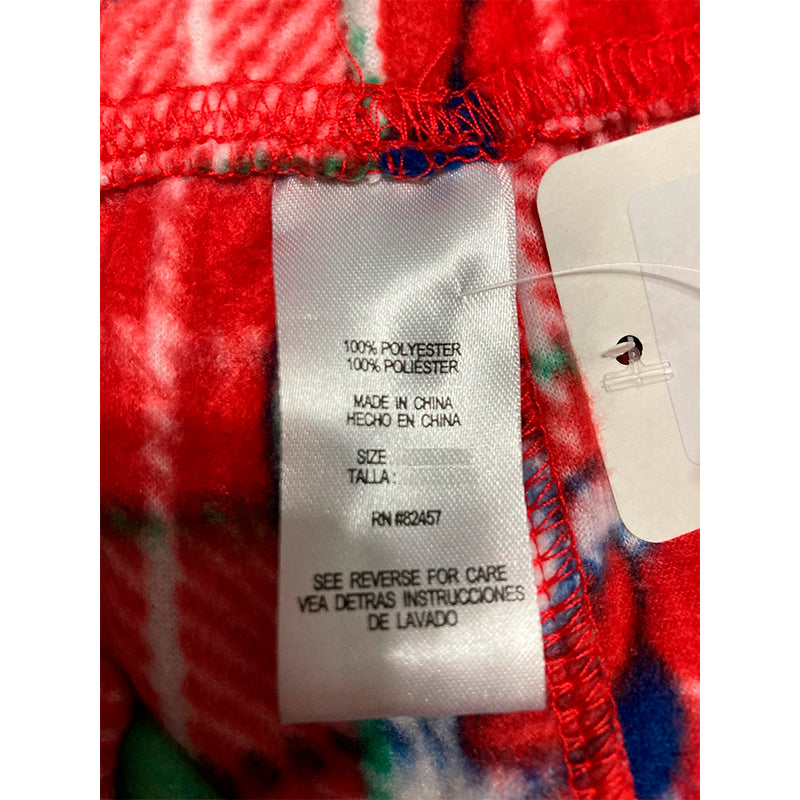 100% POLYESTER
100% POLIÉSTER
MADE IN CHINA
HECHO EN CHINA
SIZE
TALLA :
RN #82457
SEE REVERSE FOR CARE
VEA DETRAS INSTRUCCIONES
DE LAVADO